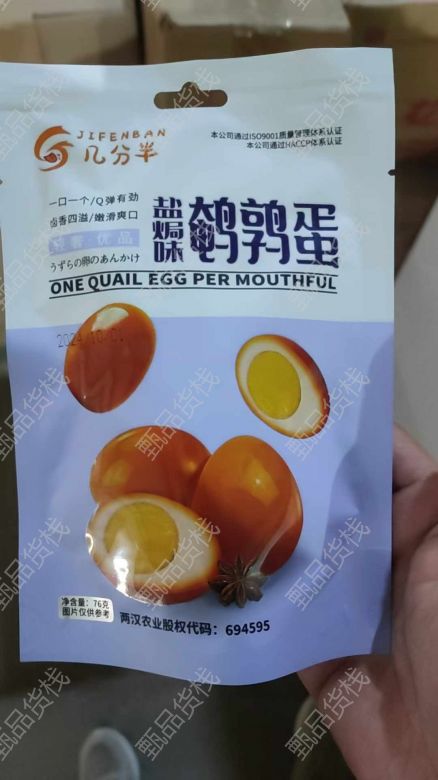 JIFENBAN
几分半
本公司通过ISO9001质量管理体系认证
本公司通过HACCP体系认证
一口一个/Q弹有劲
卤香四溢/嫩滑爽口
优品
うずらの卵のあんかけ
盐焗味
鹌鹑蛋
ONE QUAIL EGG PER MOUTHFUL
2024/10/01
净含量：76克
图片仅供参考
两汉农业股权代码：694595
甄品货栈